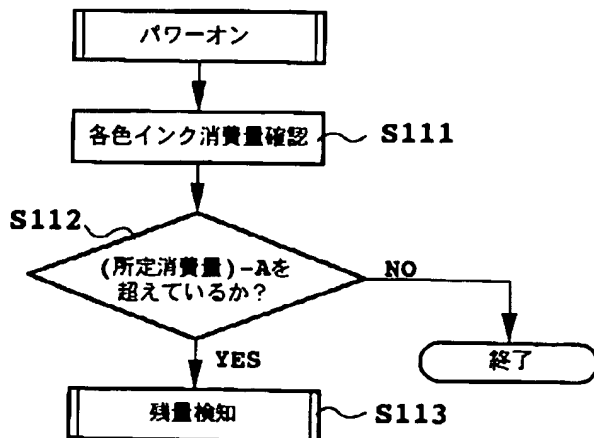 パワーオン
各色インク消費量確認
S111
S112
(所定消費量)-Aを
超えているか?
NO
YES
終了
残量検知
S113